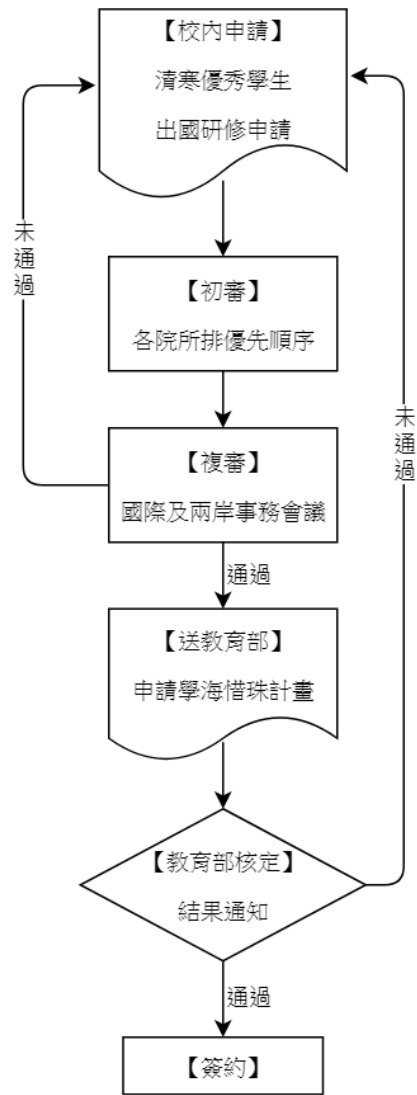 【校內申請】
清寒優秀學生
出國研修申請
【初審】
各院所排優先順序
【複審】
國際及兩岸事務會議
未通過
通過
【送教育部】
申請學海惜珠計畫
【教育部核定】
結果通知
未通過
通過
【簽約】